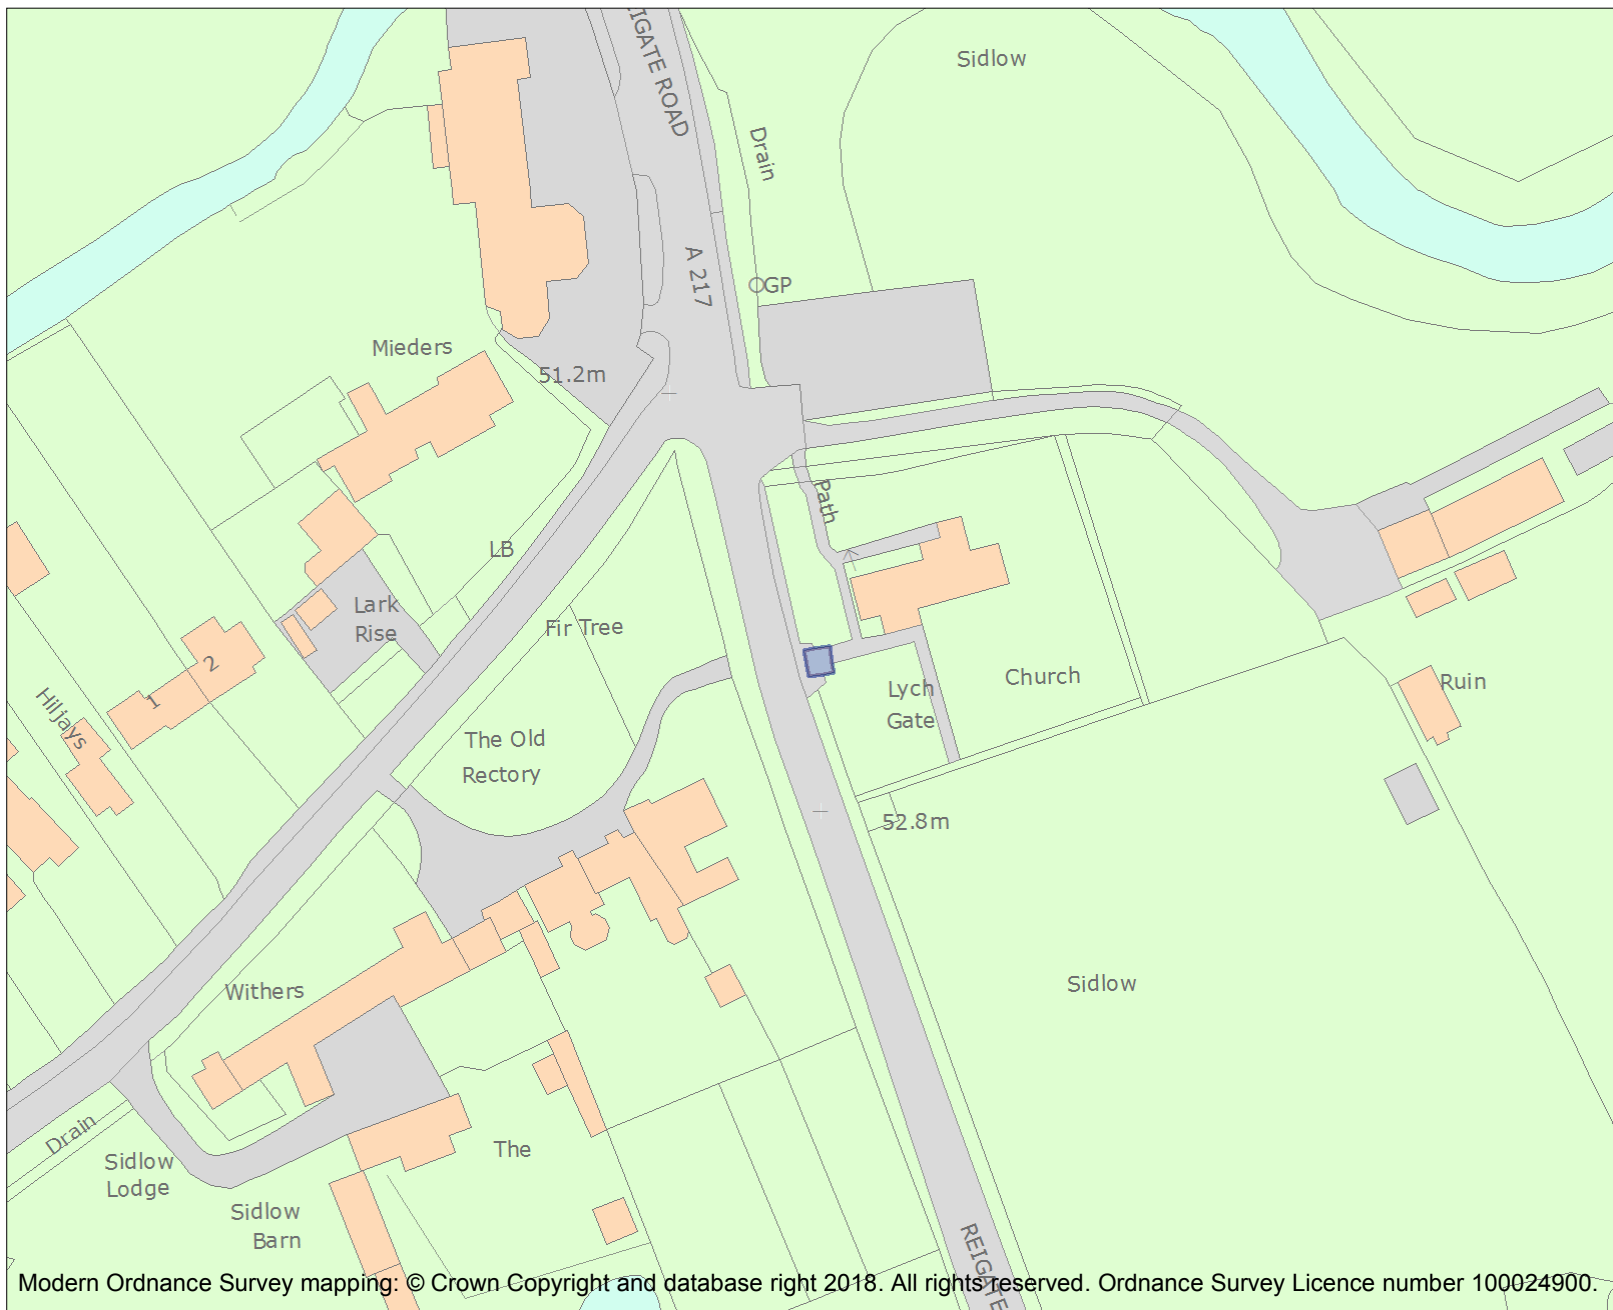 REIGATE ROAD
Sidlow
Drain
A 217
GP
Mieders
51.2m
Path
LB
Lark
Rise
Fir Tree
2
1
Hiljays
Church
Lych
Gate
Ruin
The Old
Rectory
52.8m
Sidlow
Withers
Drain
The
Sidlow
Lodge
Sidlow
Barn
REIGATE
Modern Ordnance Survey mapping: © Crown Copyright and database right 2018. All rights reserved. Ordnance Survey Licence number 100024900.